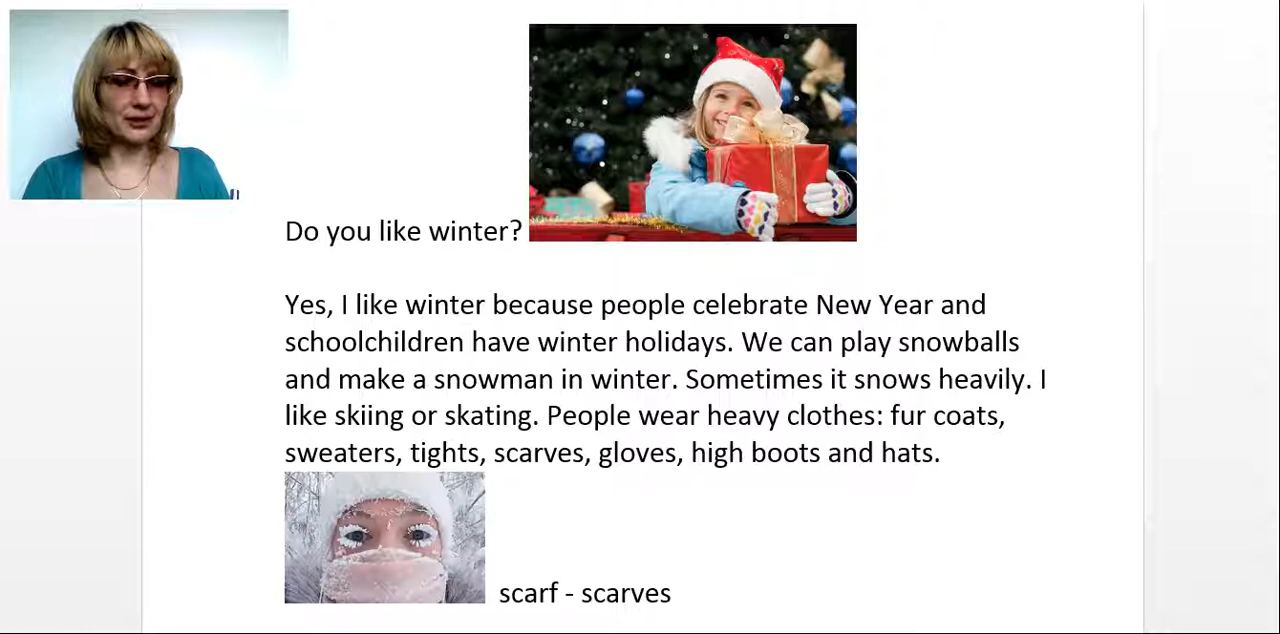 Do you like winter?
Yes, I like winter because people celebrate New Year and
schoolchildren have winter holidays. We can play snowballs
and make a snowman in winter. Sometimes it snows heavily. I
like skiing or skating. People wear heavy clothes: fur coats,
sweaters, tights, scarves, gloves, high boots and hats.
scarf - scarves